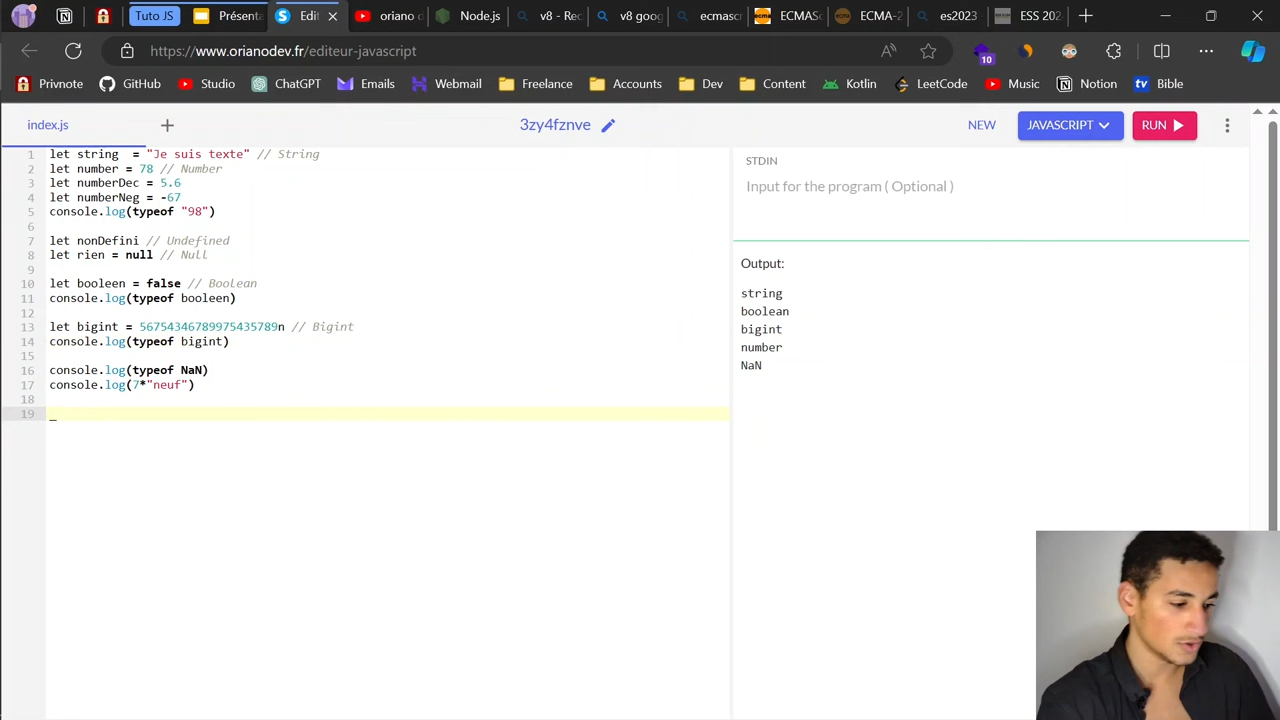 Tuto JS
Présenta
Edi
oriano d
Node.js
v8 - Rec
v8 goog
ecmascr
ECMASc
ECMA-2
es2023
ESS 202
https://www.orianodev.fr/editeur-javascript
10
Privnote
GitHub
Studio
ChatGPT
Emails
Wmail
Freelance
Accounts
Dev
Content
Kotlin
LeetCode
Music
Notion
Bible
index.js
3zy4fznve
NEW
JAVASCRIPT
RUN
1 let string = "Je suis texte" // String
2 let number = 78 // Number
3 let numberDec = 5.6
4 let numberNeg = -67
5 console.log(typeof "98")
6
7 let nonDefini // Undefined
8 let rien = null // Null
9
10 let booleen = false // Boolean
11 console.log(typeof booleen)
12
13 let bigint = 56754346789975435789n // Bigint
14 console.log(typeof bigint)
15
16 console.log(typeof NaN)
17 console.log(7*"neuf")
18
19
STDIN
Input for the program ( Optional )
Output:
string
boolean
bigint
number
NaN